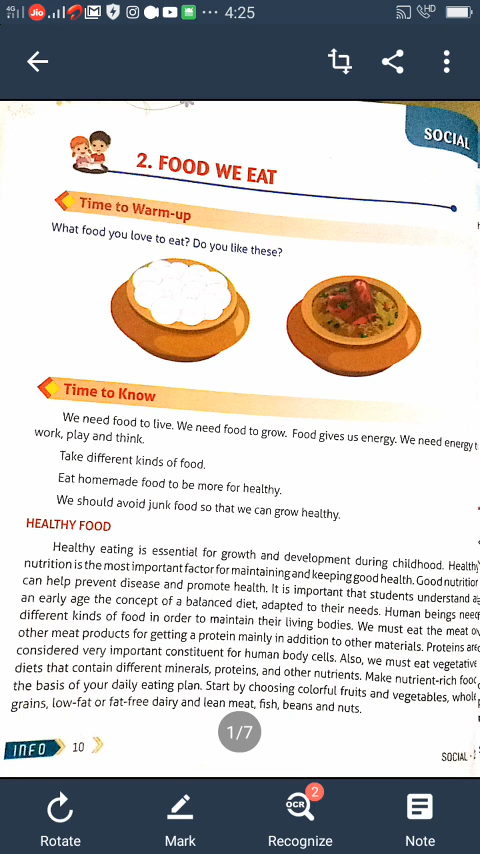 4G
Jio
4:25
HD
SOCIAL
2. FOOD WE EAT
Time to Warm-up
What food you love to eat? Do you like these?
Time to Know
We need food to live. We need food to grow. Food gives us energy. We need energy t
work, play and think.
Take different kinds of food.
Eat homemade food to be more for healthy.
We should avoid junk food so that we can grow healthy.
HEALTHY FOOD
Healthy eating is essential for growth and development during childhood. Healthy
nutrition is the most important factor for maintaining and keeping good health. Good nutrition
can help prevent disease and promote health. It is important that students understand a
an early age the concept of a balanced diet, adapted to their needs. Human beings need
different kinds of food in order to maintain their living bodies. We must eat the meat o
other meat products for getting a protein mainly in addition to other materials. Proteins are
considered very important constituent for human body cells. Also, we must eat vegetative
diets that contain different minerals, proteins, and other nutrients. Make nutrient-rich food
the basis of your daily eating plan. Start by choosing colorful fruits and vegetables, whole
grains, low-fat or fat-free dairy and lean meat, fish, beans and nuts.
1/7
INFO 10
SOCIAL -
OCR
2
Rotate Mark Recognize Note